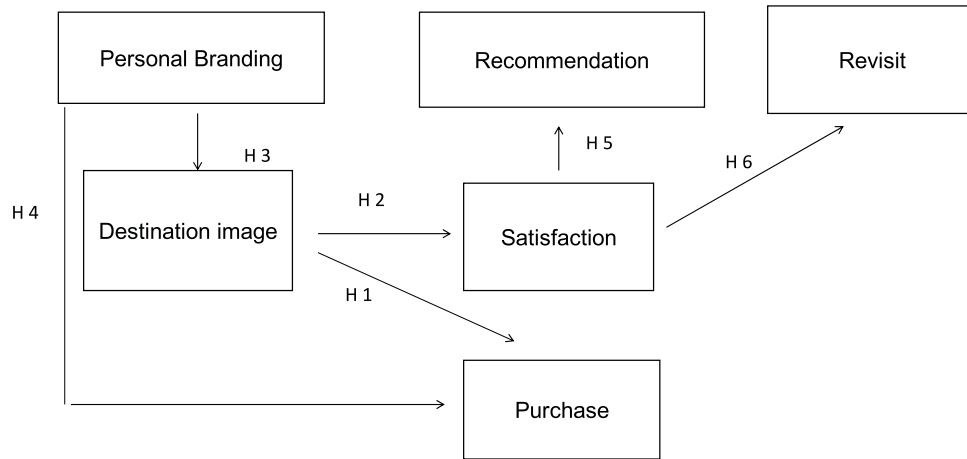 Personal Branding
Recommendation
Revisit
H 3
H 5
H 6
H 4
Destination image
H 2
Satisfaction
H 1
Purchase